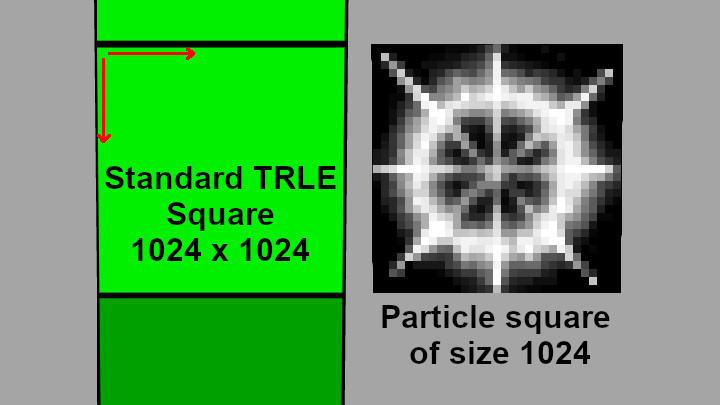 Standard TRLE
Square
1024 x 1024
Particle square
of size 1024